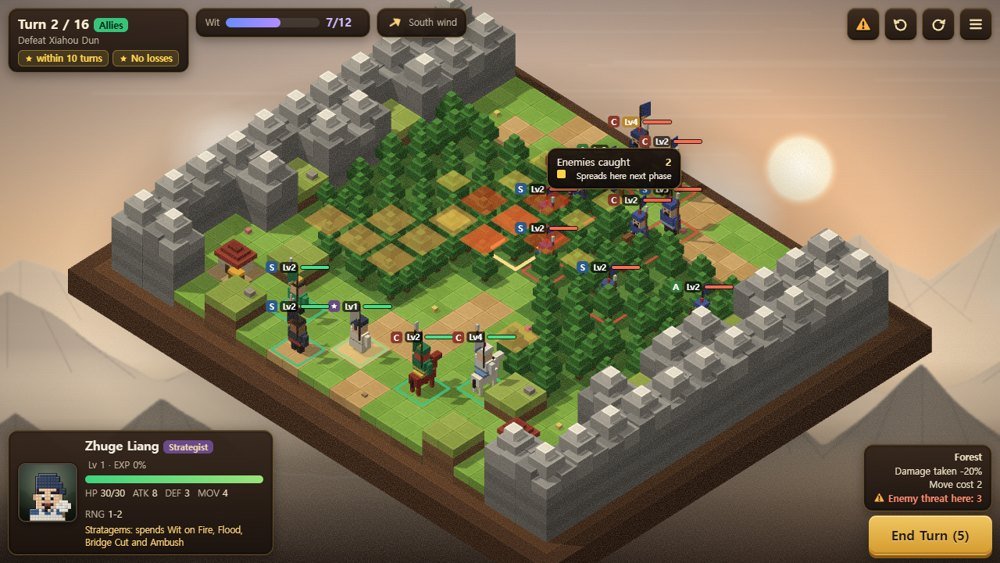 Turn 2 / 16 Allies
Defeat Xiahou Dun
★ within 10 turns ★ No losses
Wit 7/12
South wind
C Lv4
C Lv2
Enemies caught 2
Spreads here next phase
S Lv2
C Lv2
S Lv2
S Lv2
S Lv2
A Lv2
S Lv2
★ Lv1
C Lv2
C Lv4
Zhuge Liang Strategist
Lv 1 · EXP 0%
HP 30/30 ATK 8 DEF 3 MOV 4
RNG 1-2
Stratagems: spends Wit on Fire, Flood,
Bridge Cut and Ambush
Forest
Damage taken -20%
Move cost 2
Enemy threat here: 3
End Turn (5)